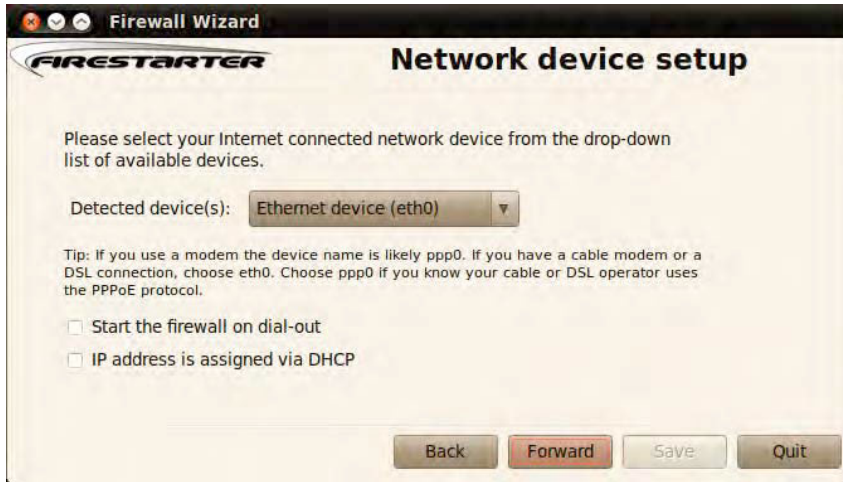 Firewall Wizard
FIRESTARTER
Network device setup
Please select your Internet connected network device from the drop-down
list of available devices.
Detected device(s): Ethernet device (eth0)
Tip: If you use a modem the device name is likely ppp0. If you have a cable modem or a
DSL connection, choose eth0. Choose ppp0 if you know your cable or DSL operator uses
the PPPoE protocol.
Start the firewall on dial-out
IP address is assigned via DHCP
Back Forward Save Quit